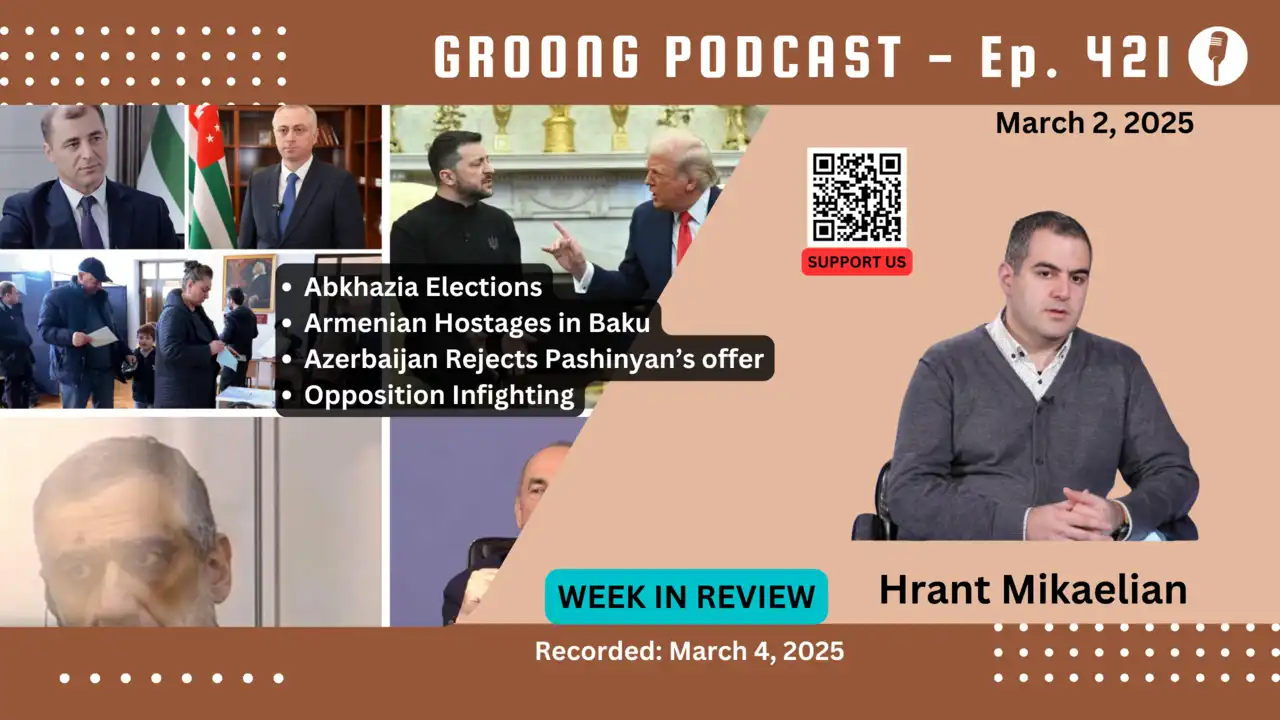 GROONG PODCAST - Ep. 421
March 2, 2025
SUPPORT US
• Abkhazia Elections
• Armenian Hostages in Baku
• Azerbaijan Rejects Pashinyan’s offer
• Opposition Infighting
WEEK IN REVIEW
Hrant Mikaelian
Recorded: March 4, 2025